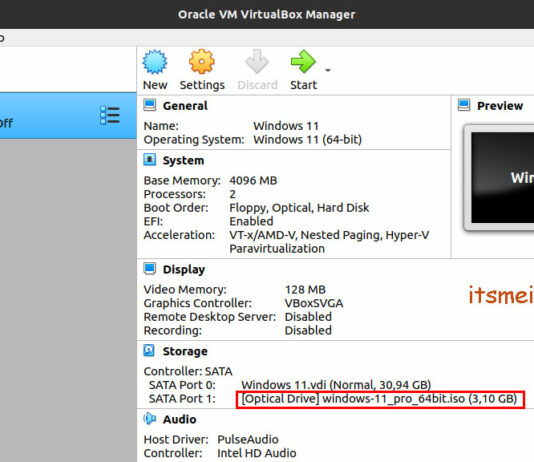 Oracle VM VirtualBox Manager
New
Settings
Discard
Start
General
Name: Windows 11
Operating System: Windows 11 (64-bit)
System
Base Memory: 4096 MB
Processors: 2
Boot Order: Floppy, Optical, Hard Disk
EFI: Enabled
Acceleration: VT-x/AMD-V, Nested Paging, Hyper-V
Paravirtualization
Display
Video Memory: 128 MB
Graphics Controller: VBoxSVGA
Remote Desktop Server: Disabled
Recording: Disabled
Storage
Controller: SATA
SATA Port 0: Windows 11.vdi (Normal, 30,94 GB)
SATA Port 1: [Optical Drive] windows-11_pro_64bit.iso (3,10 GB)
Audio
Host Driver: PulseAudio
Controller: Intel HD Audio
Preview
Win
itsmei